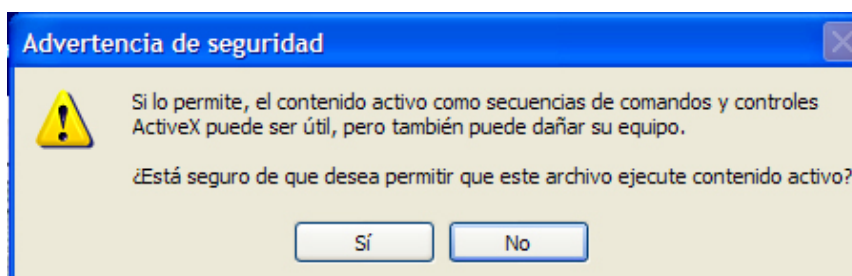 Advertencia de seguridad
Si lo permite, el contenido activo como secuencias de comandos y controles
ActiveX puede ser útil, pero también puede dañar su equipo.
¿Está seguro de que desea permitir que este archivo ejecute contenido activo?
Sí
No